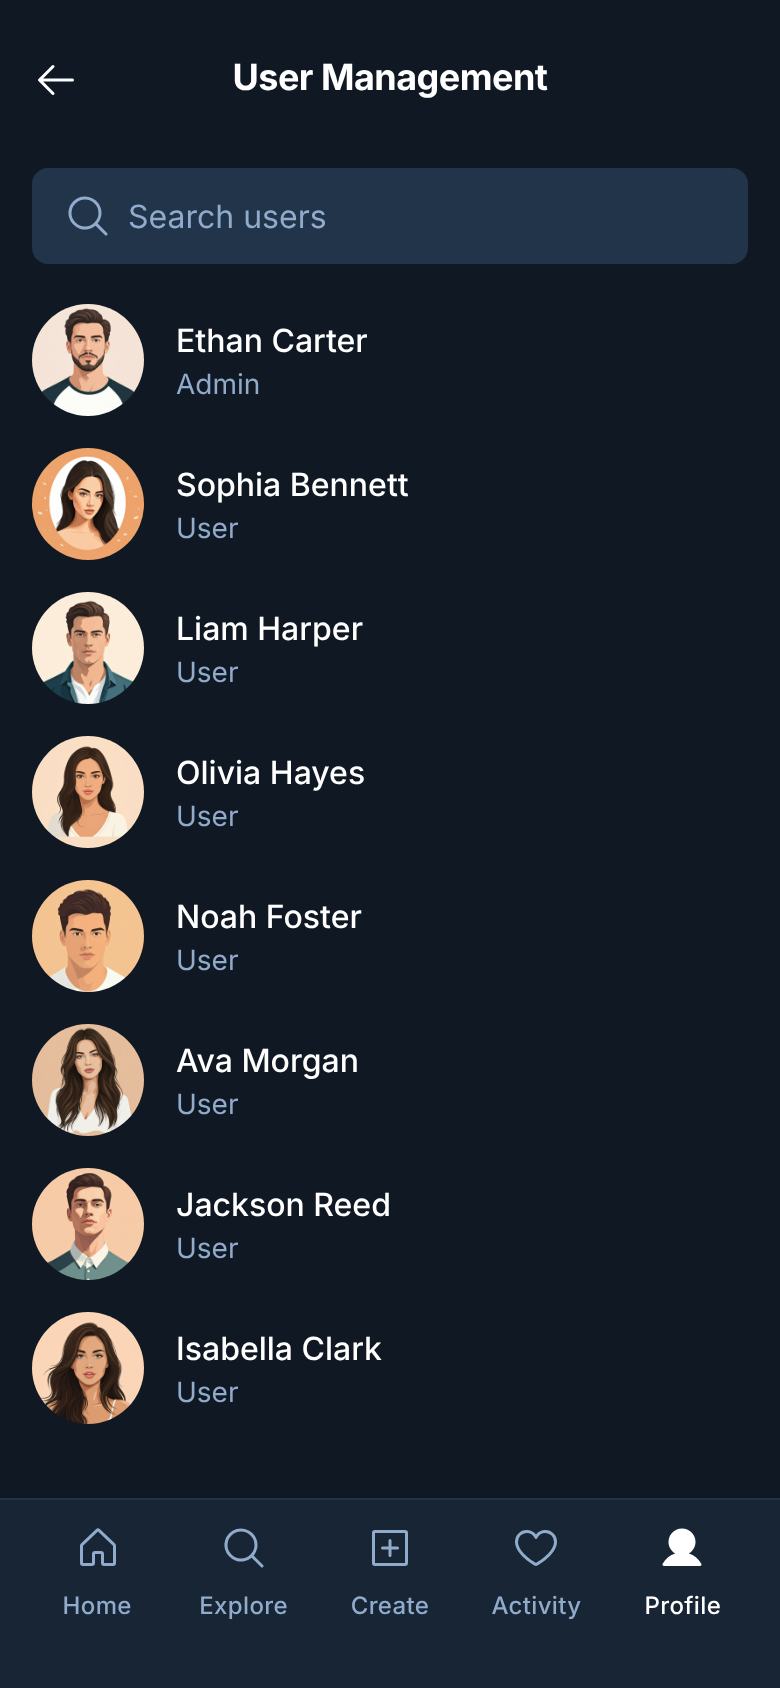 User Management
Search users
Ethan Carter
Admin
Sophia Bennett
User
Liam Harper
User
Olivia Hayes
User
Noah Foster
User
Ava Morgan
User
Jackson Reed
User
Isabella Clark
User
Home Explore Create Activity Profile